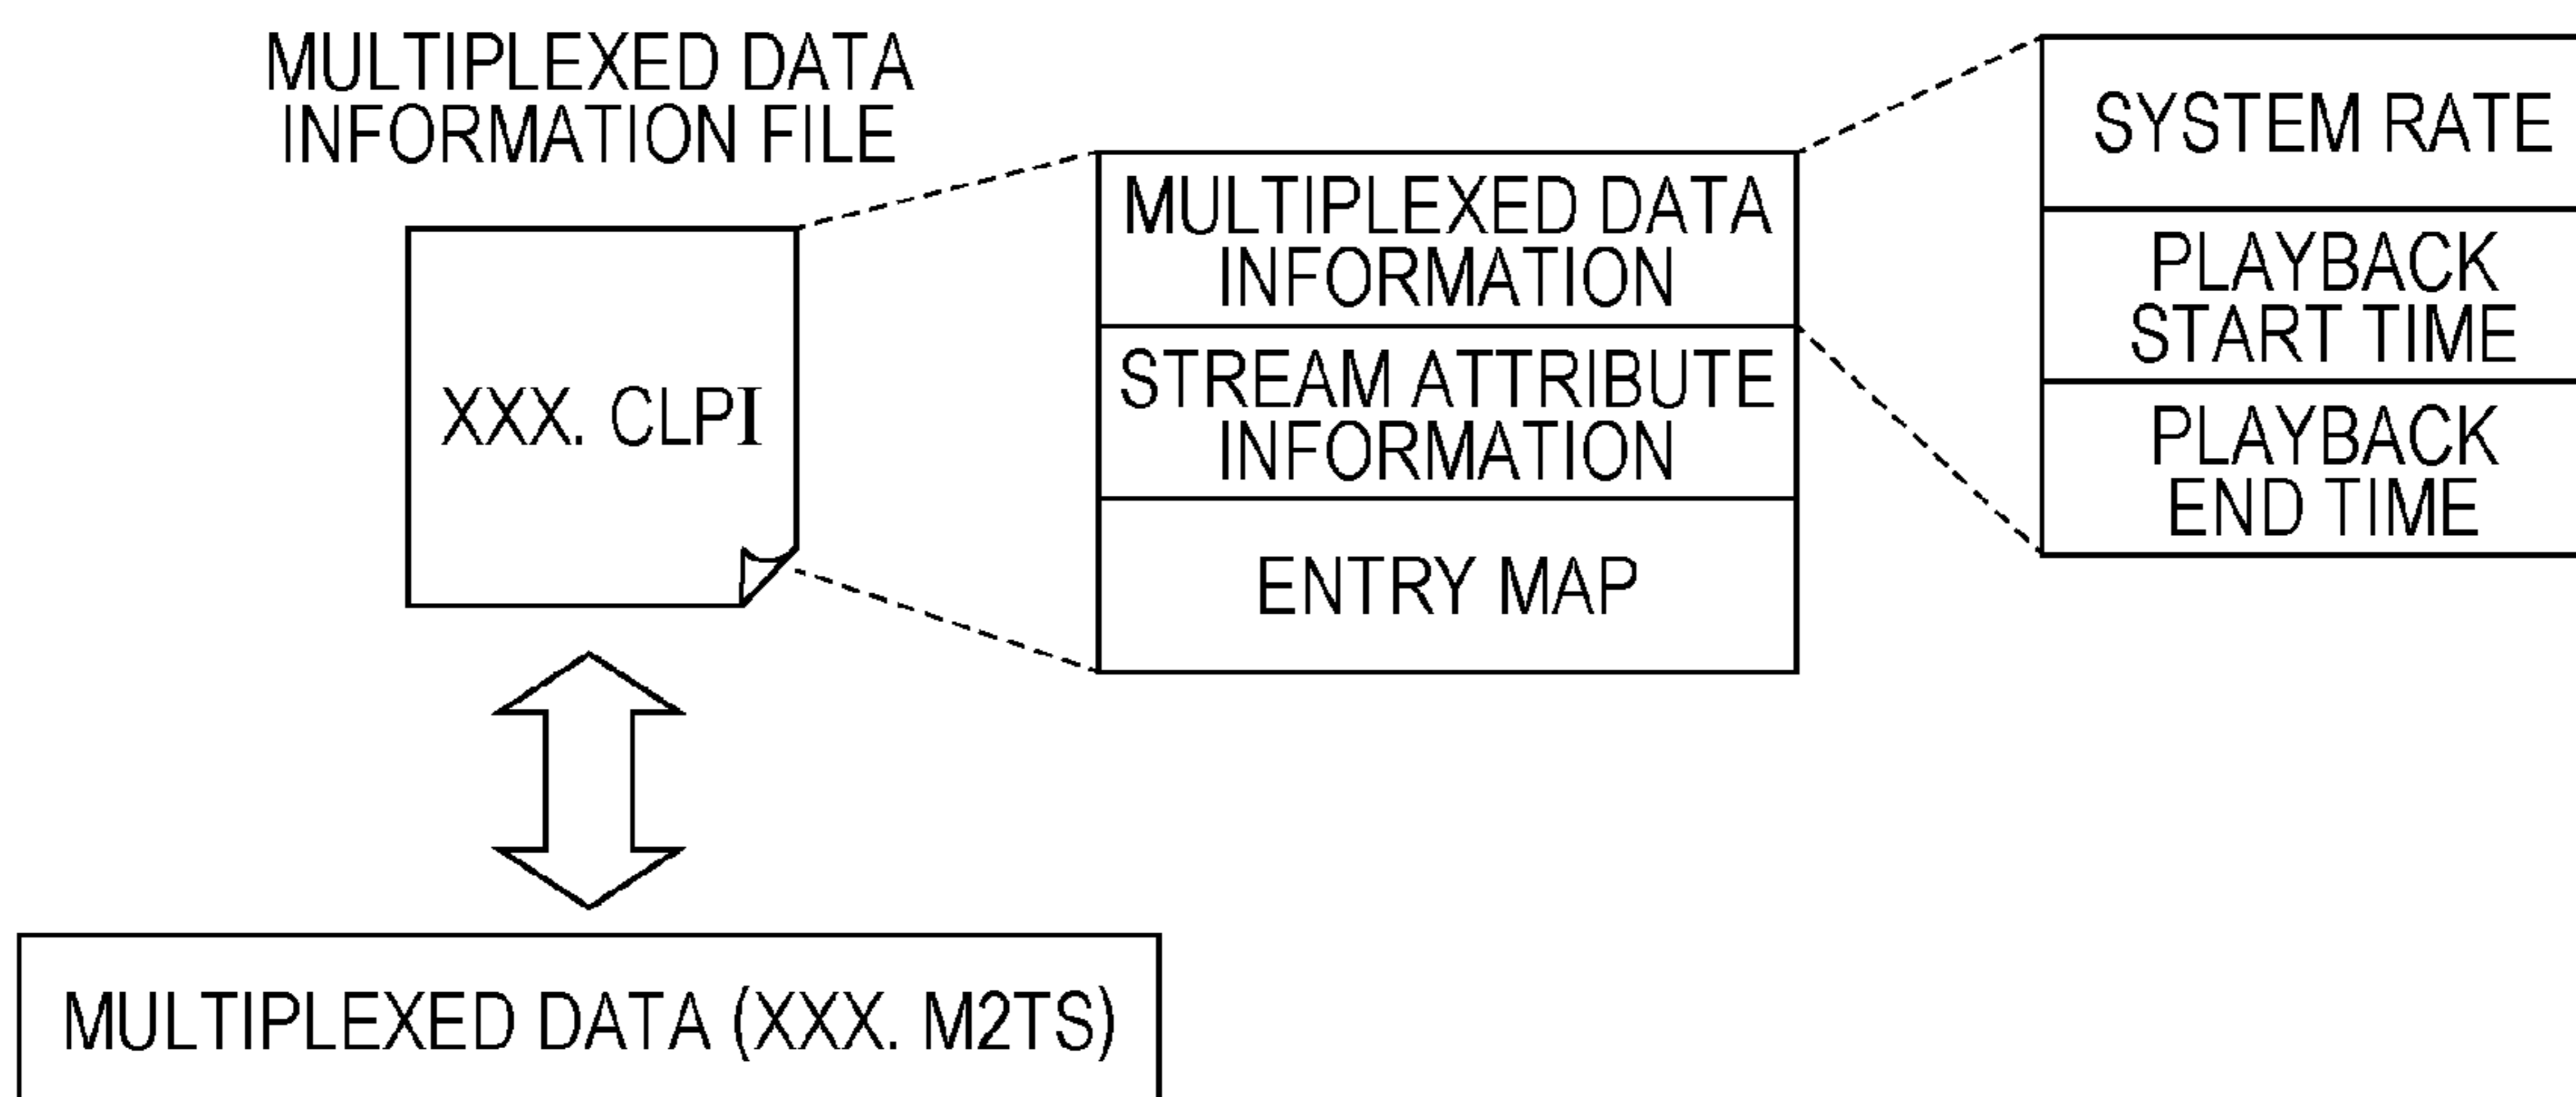 MULTIPLEXED DATA
INFORMATION FILE
XXX. CLPI
MULTIPLEXED DATA
INFORMATION
STREAM ATTRIBUTE
INFORMATION
ENTRY MAP
SYSTEM RATE
PLAYBACK
START TIME
PLAYBACK
END TIME
MULTIPLEXED DATA (XXX. M2TS)